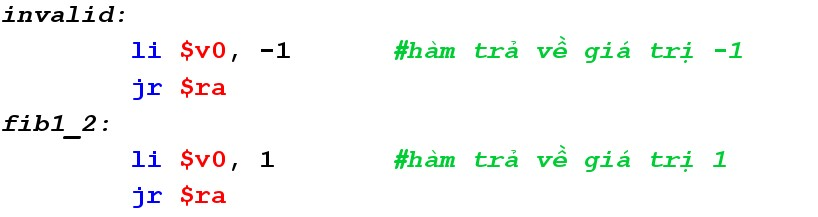 invalid:
li $v0, -1 #hàm trả về giá trị -1
jr $ra
fib1_2:
li $v0, 1 #hàm trả về giá trị 1
jr $ra